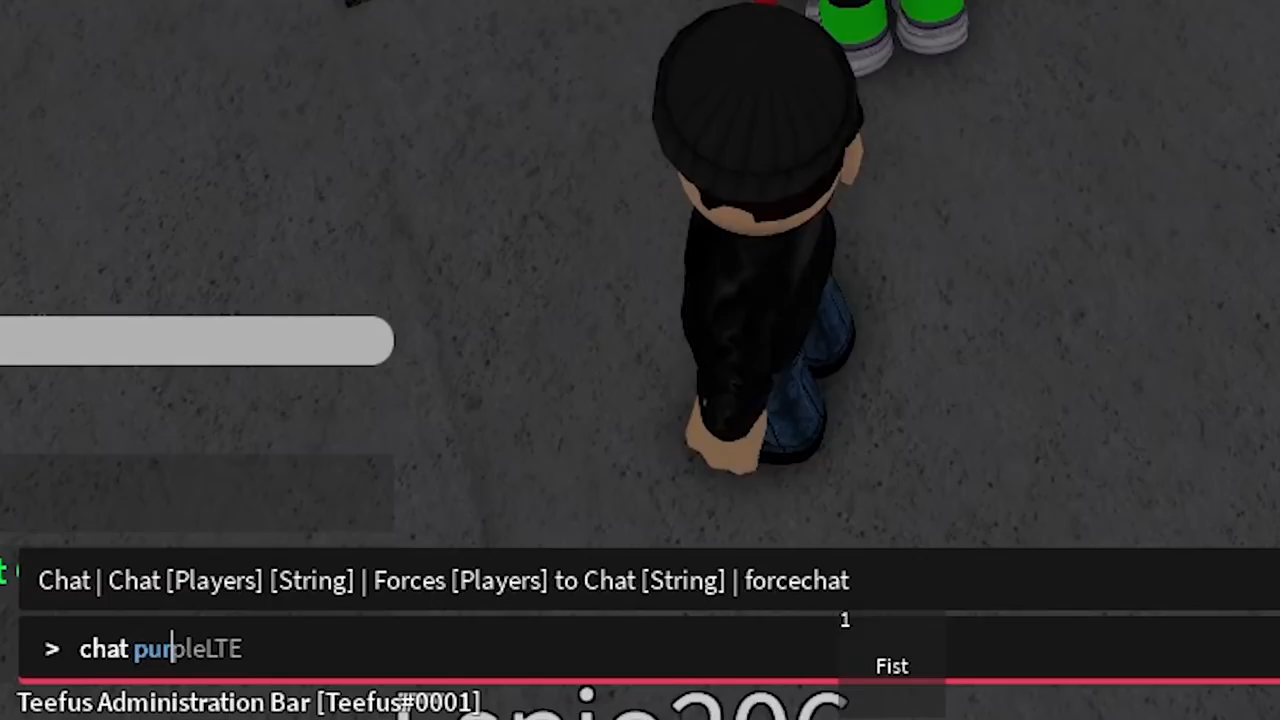 Chat | Chat [Players] [String] | Forces [Players] to Chat [String] | forcechat
1
> chat purpleLTE
Fist
Teefus Administration Bar [Teefus#0001]